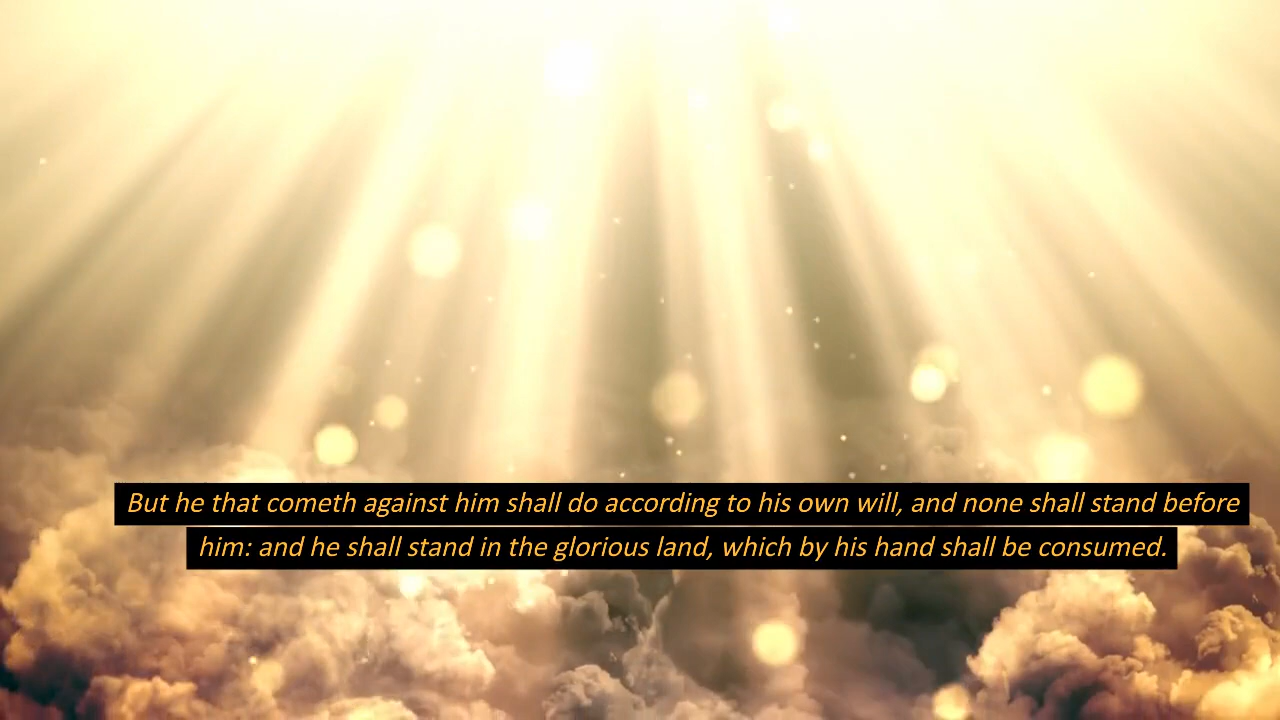 But he that cometh against him shall do according to his own will, and none shall stand before
him: and he shall stand in the glorious land, which by his hand shall be consumed.